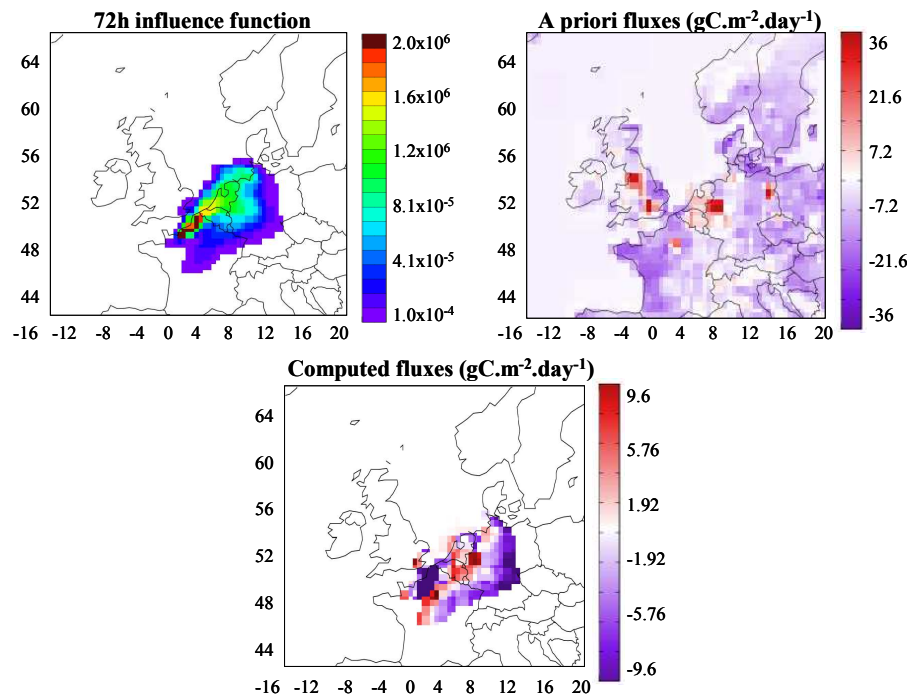 72h influence function
64
60
56
52
48
44
-16 -12 -8 -4 0 4 8 12 16 20
2.0x10⁶
1.6x10⁶
1.2x10⁶
8.1x10⁻⁵
4.1x10⁻⁵
1.0x10⁻⁴
A priori fluxes (gC.m⁻².day⁻¹)
64
60
56
52
48
44
-16 -12 -8 -4 0 4 8 12 16 20
36
21.6
7.2
-7.2
-21.6
-36
Computed fluxes (gC.m⁻².day⁻¹)
64
60
56
52
48
44
-16 -12 -8 -4 0 4 8 12 16 20
9.6
5.76
1.92
-1.92
-5.76
-9.6